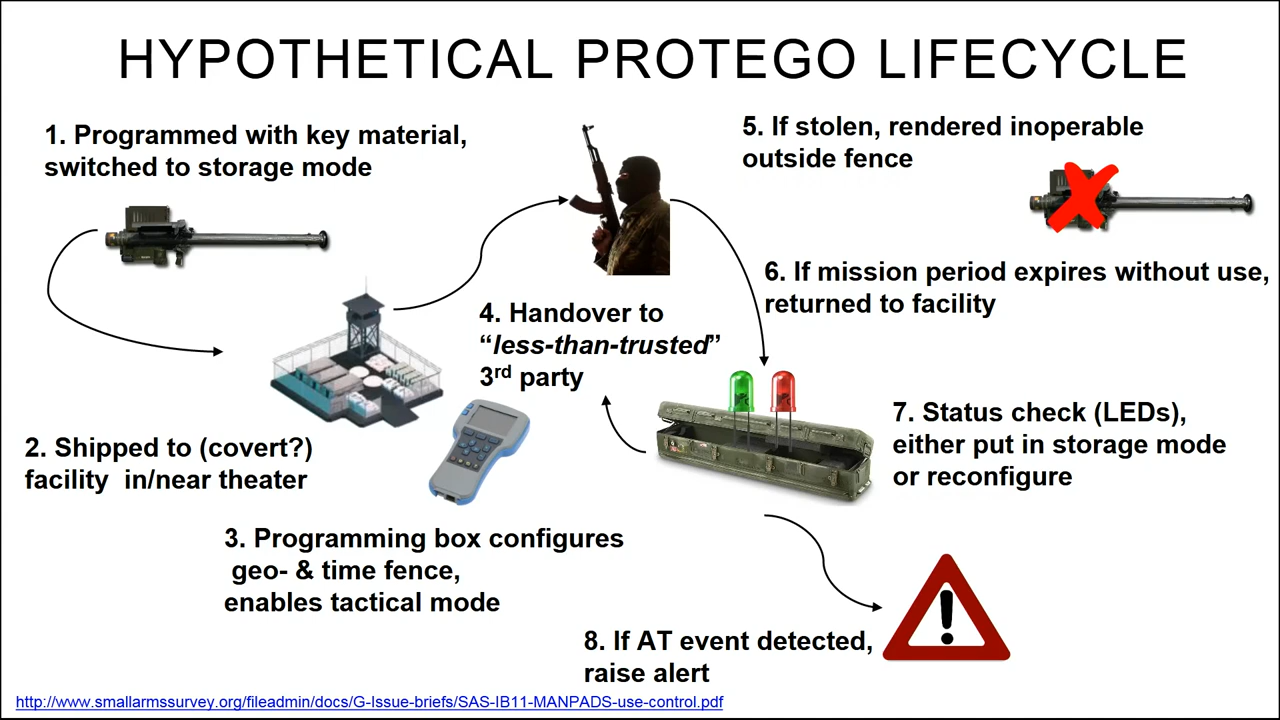 HYPOTHETICAL PROTEGO LIFECYCLE
1. Programmed with key material,
switched to storage mode
2. Shipped to (covert?)
facility in/near theater
3. Programming box configures
geo- & time fence,
enables tactical mode
4. Handover to
“less-than-trusted”
3rd party
5. If stolen, rendered inoperable
outside fence
6. If mission period expires without use,
returned to facility
7. Status check (LEDs),
either put in storage mode
or reconfigure
8. If AT event detected,
raise alert
http://www.smallarmssurvey.org/fileadmin/docs/G-Issue-briefs/SAS-IB11-MANPADS-use-control.pdf